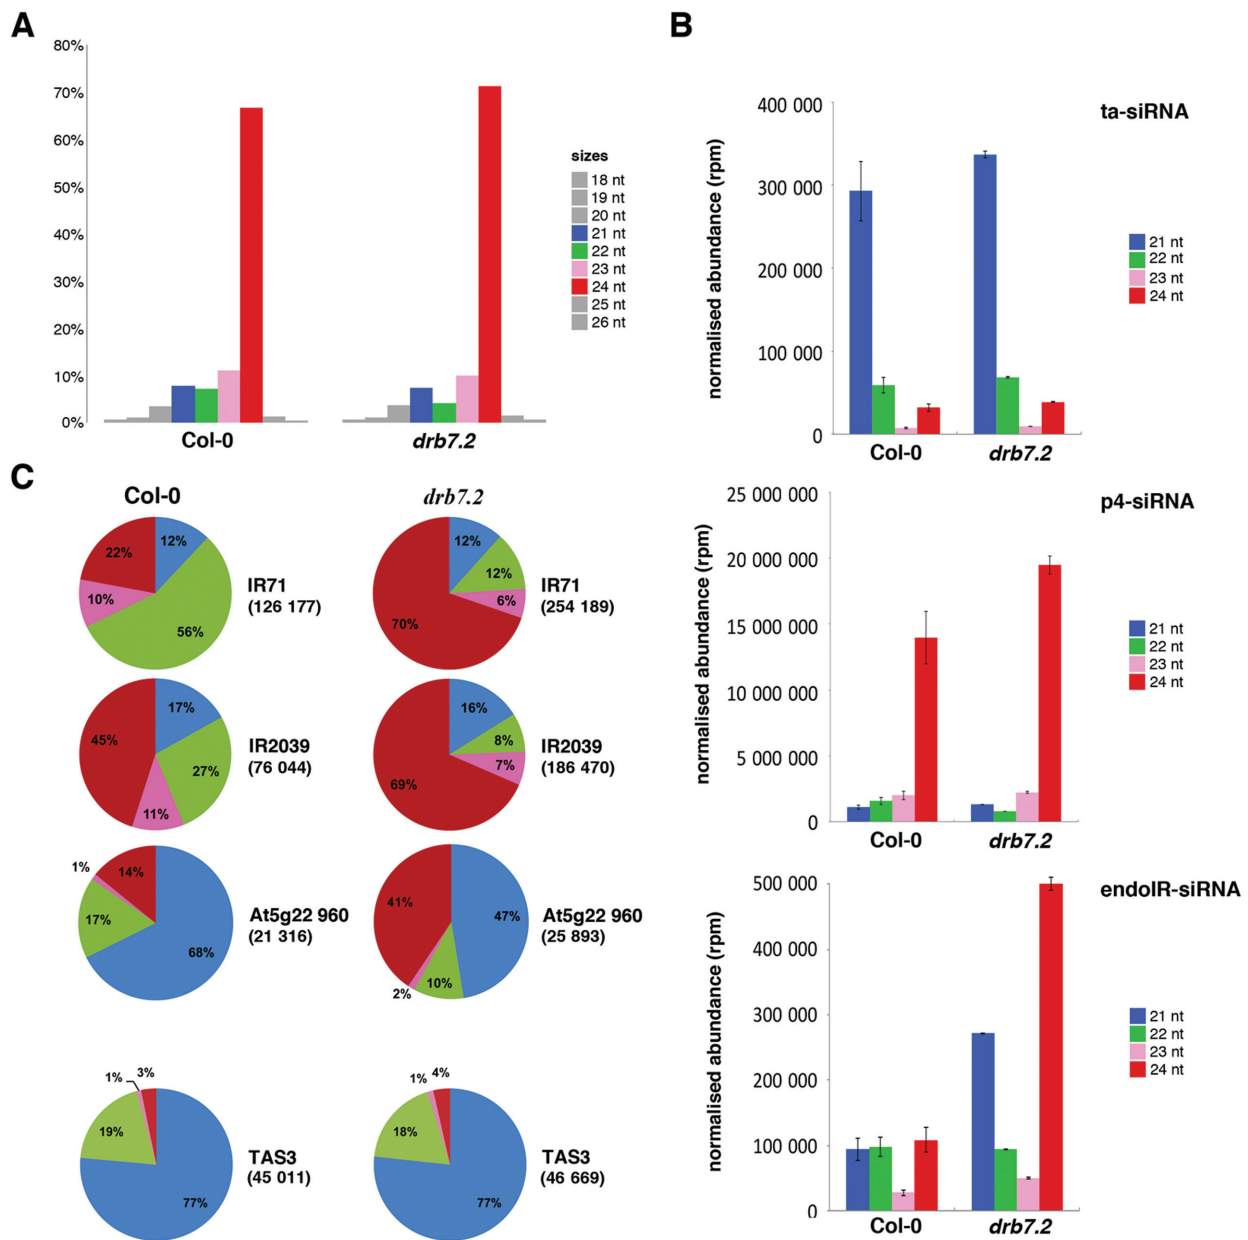 A
80%
70%
60%
50%
40%
30%
20%
10%
0%
Col-0
drb7.2
sizes
18 nt
19 nt
20 nt
21 nt
22 nt
23 nt
24 nt
25 nt
26 nt
B
normalised abundance (rpm)
400 000
300 000
200 000
100 000
0
Col-0
drb7.2
ta-siRNA
21 nt
22 nt
23 nt
24 nt
normalised abundance (rpm)
25 000 000
20 000 000
15 000 000
10 000 000
5 000 000
0
Col-0
drb7.2
p4-siRNA
21 nt
22 nt
23 nt
24 nt
normalised abundance (rpm)
500 000
400 000
300 000
200 000
100 000
0
Col-0
drb7.2
endoIR-siRNA
21 nt
22 nt
23 nt
24 nt
C
Col-0
drb7.2
22%
12%
10%
56%
IR71
(126 177)
12%
12%
6%
70%
IR71
(254 189)
17%
45%
27%
11%
IR2039
(76 044)
16%
8%
7%
69%
IR2039
(186 470)
1%
14%
17%
68%
At5g22 960
(21 316)
41%
47%
10%
2%
At5g22 960
(25 893)
1%
3%
19%
77%
TAS3
(45 011)
1%
4%
18%
77%
TAS3
(46 669)